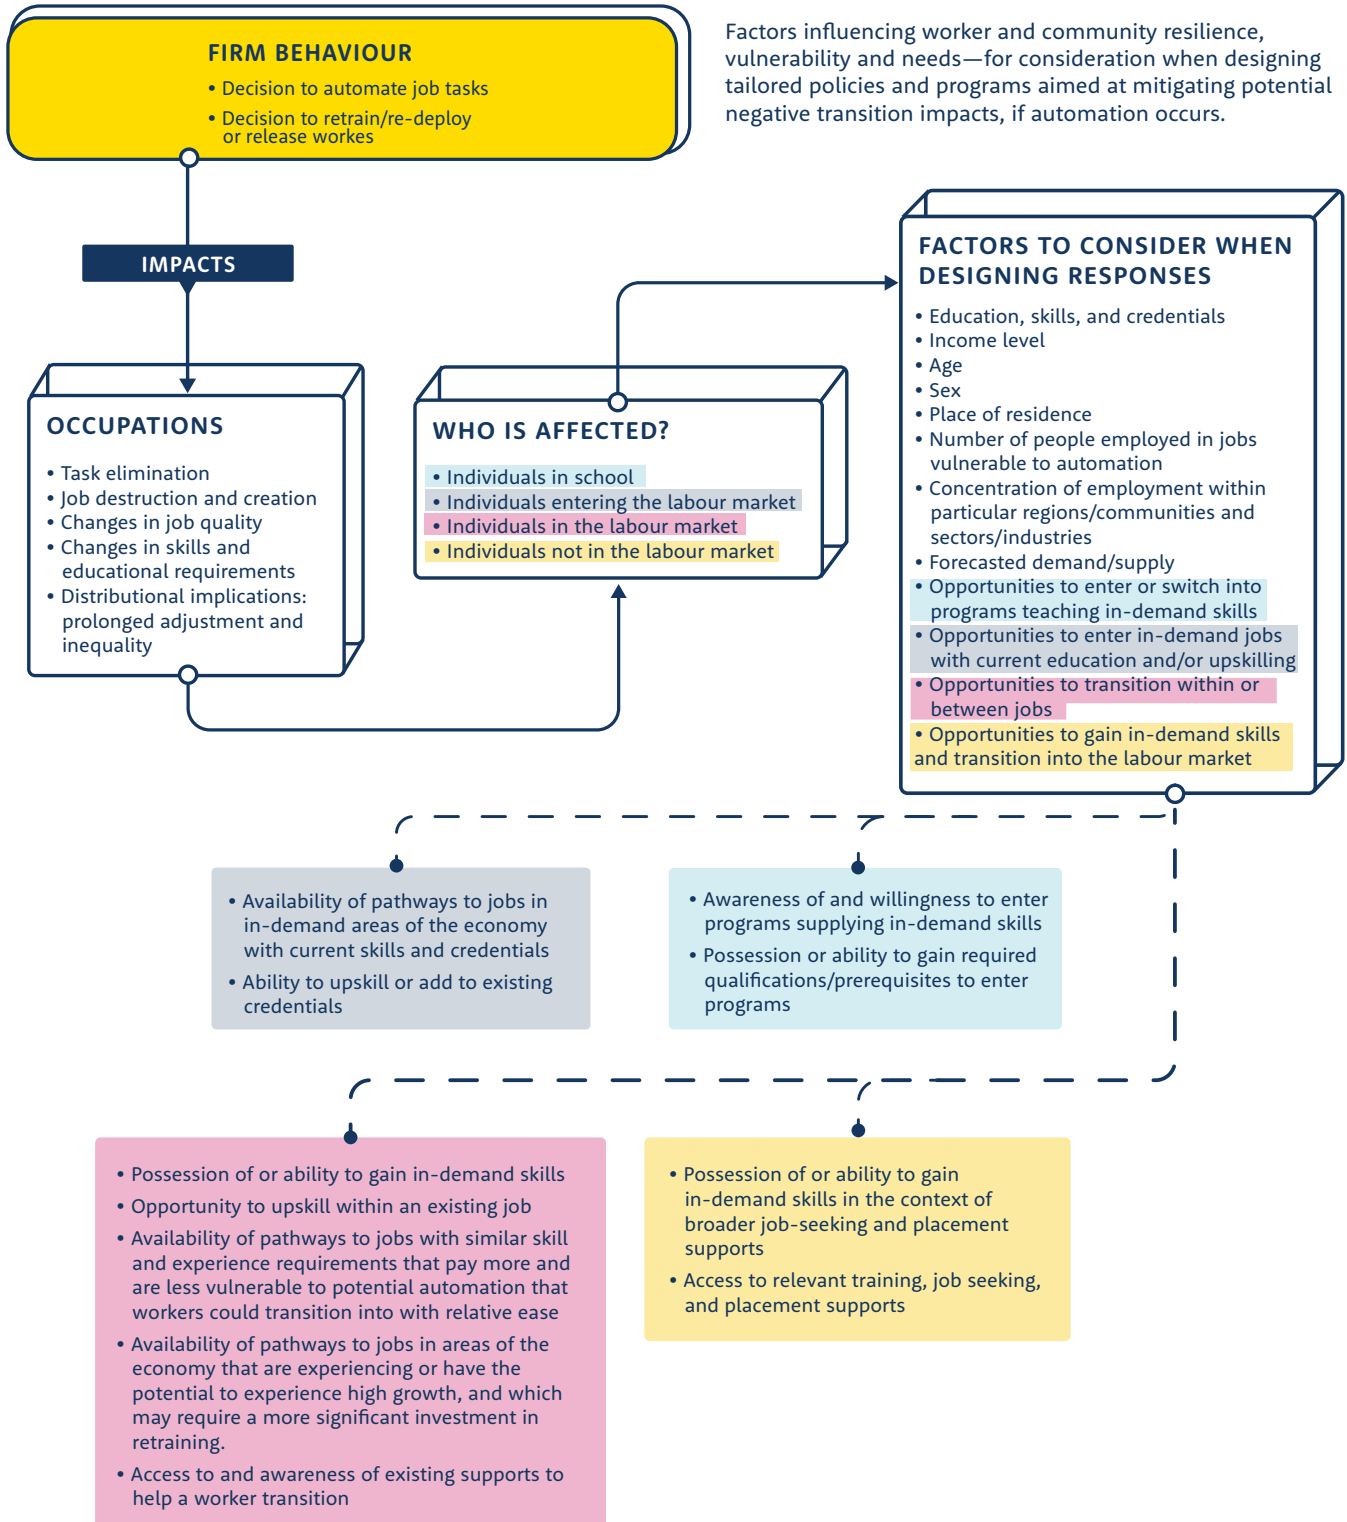 FIRM BEHAVIOUR
• Decision to automate job tasks
• Decision to retrain/re-deploy
or release workes
Factors influencing worker and community resilience,
vulnerability and needs—for consideration when designing
tailored policies and programs aimed at mitigating potential
negative transition impacts, if automation occurs.
IMPACTS
OCCUPATIONS
• Task elimination
• Job destruction and creation
• Changes in job quality
• Changes in skills and
educational requirements
• Distributional implications:
prolonged adjustment and
inequality
WHO IS AFFECTED?
• Individuals in school
• Individuals entering the labour market
• Individuals in the labour market
• Individuals not in the labour market
FACTORS TO CONSIDER WHEN
DESIGNING RESPONSES
• Education, skills, and credentials
• Income level
• Age
• Sex
• Place of residence
• Number of people employed in jobs
vulnerable to automation
• Concentration of employment within
particular regions/communities and
sectors/industries
• Forecasted demand/supply
• Opportunities to enter or switch into
programs teaching in-demand skills
• Opportunities to enter in-demand jobs
with current education and/or upskilling
• Opportunities to transition within or
between jobs
• Opportunities to gain in-demand skills
and transition into the labour market
• Availability of pathways to jobs in
in-demand areas of the economy
with current skills and credentials
• Ability to upskill or add to existing
credentials
• Awareness of and willingness to enter
programs supplying in-demand skills
• Possession or ability to gain required
qualifications/prerequisites to enter
programs
• Possession of or ability to gain in-demand skills
• Opportunity to upskill within an existing job
• Availability of pathways to jobs with similar skill
and experience requirements that pay more and
are less vulnerable to potential automation that
workers could transition into with relative ease
• Availability of pathways to jobs in areas of the
economy that are experiencing or have the
potential to experience high growth, and which
may require a more significant investment in
retraining.
• Access to and awareness of existing supports to
help a worker transition
• Possession of or ability to gain
in-demand skills in the context of
broader job-seeking and placement
supports
• Access to relevant training, job seeking,
and placement supports